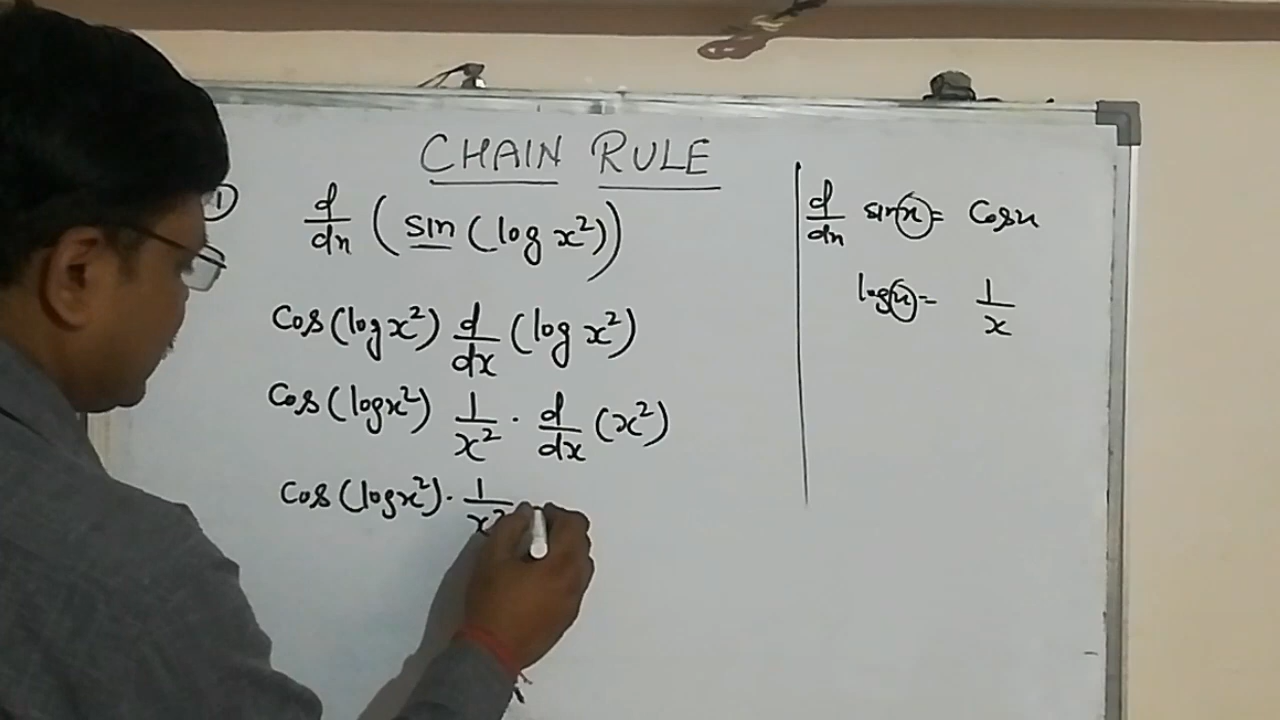 CHAIN RULE
① d/dx (sin (log x²))
cos (log x²) d/dx (log x²)
cos (log x²) 1/x² · d/dx (x²)
cos (log x²) · 1/x²
d/dx sin(x) = cos x
log(x) = 1/x